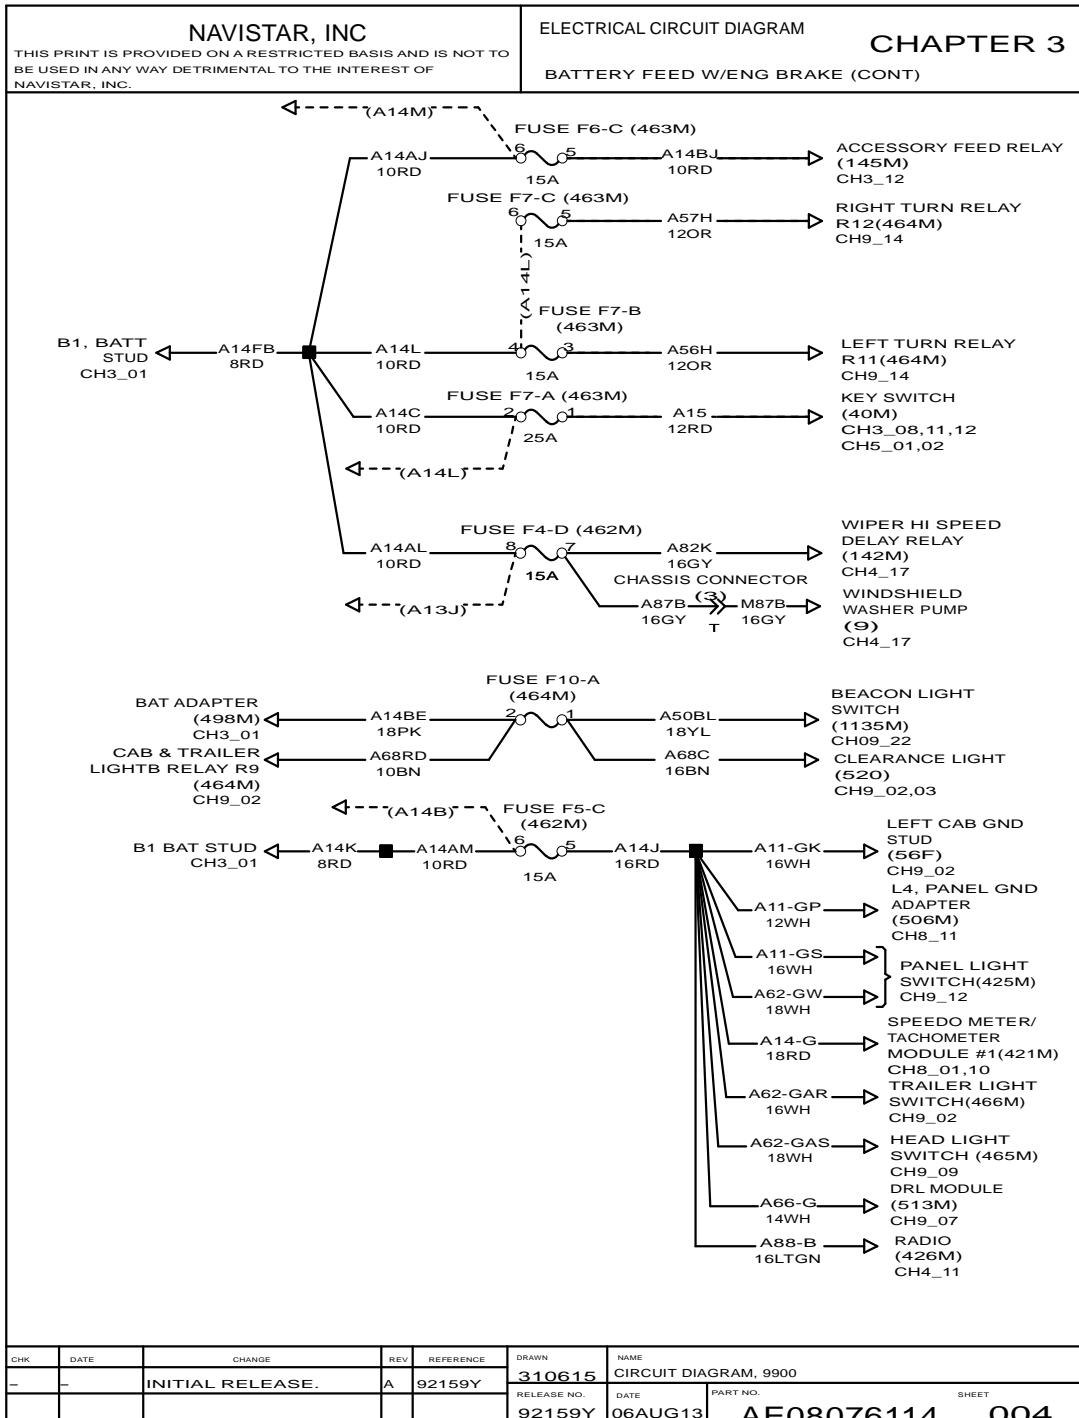 NAVISTAR, INC
THIS PRINT IS PROVIDED ON A RESTRICTED BASIS AND IS NOT TO
BE USED IN ANY WAY DETRIMENTAL TO THE INTEREST OF
NAVISTAR, INC.
ELECTRICAL CIRCUIT DIAGRAM
CHAPTER 3
BATTERY FEED W/ENG BRAKE (CONT)
(A14M)
FUSE F6-C (463M)
A14AJ
10RD
6
5
15A
A14BJ
10RD
ACCESSORY FEED RELAY
(145M)
CH3_12
FUSE F7-C (463M)
6
5
15A
A57H
12OR
RIGHT TURN RELAY
R12(464M)
CH9_14
(A14L)
B1, BATT
STUD
CH3_01
A14FB
8RD
A14L
10RD
FUSE F7-B
(463M)
4
3
15A
A56H
12OR
LEFT TURN RELAY
R11(464M)
CH9_14
FUSE F7-A (463M)
A14C
10RD
2
1
25A
A15
12RD
KEY SWITCH
(40M)
CH3_08,11,12
CH5_01,02
(A14L)
FUSE F4-D (462M)
A14AL
10RD
8
7
15A
A82K
16GY
WIPER HI SPEED
DELAY RELAY
(142M)
CH4_17
(A13J)
CHASSIS CONNECTOR
(3)
A87B
16GY
T
M87B
16GY
WINDSHIELD
WASHER PUMP
(9)
CH4_17
BAT ADAPTER
(498M)
CH3_01
A14BE
18PK
FUSE F10-A
(464M)
2
1
A50BL
18YL
BEACON LIGHT
SWITCH
(1135M)
CH09_22
CAB & TRAILER
LIGHTB RELAY R9
(464M)
CH9_02
A68RD
10BN
A68C
16BN
CLEARANCE LIGHT
(520)
CH9_02,03
(A14B)
FUSE F5-C
(462M)
B1 BAT STUD
CH3_01
A14K
8RD
A14AM
10RD
6
5
15A
A14J
16RD
A11-GK
16WH
LEFT CAB GND
STUD
(56F)
CH9_02
A11-GP
12WH
L4, PANEL GND
ADAPTER
(506M)
CH8_11
A11-GS
16WH
A62-GW
18WH
PANEL LIGHT
SWITCH(425M)
CH9_12
A14-G
18RD
SPEEDO METER/
TACHOMETER
MODULE #1(421M)
CH8_01,10
A62-GAR
16WH
TRAILER LIGHT
SWITCH(466M)
CH9_02
A62-GAS
18WH
HEAD LIGHT
SWITCH (465M)
CH9_09
A66-G
14WH
DRL MODULE
(513M)
CH9_07
A88-B
16LTGN
RADIO
(426M)
CH4_11
CHK DATE CHANGE REV REFERENCE
– – INITIAL RELEASE. A 92159Y
DRAWN
310615
NAME
CIRCUIT DIAGRAM, 9900
RELEASE NO.
92159Y
DATE
06AUG13
PART NO.
AE08076114
SHEET
004